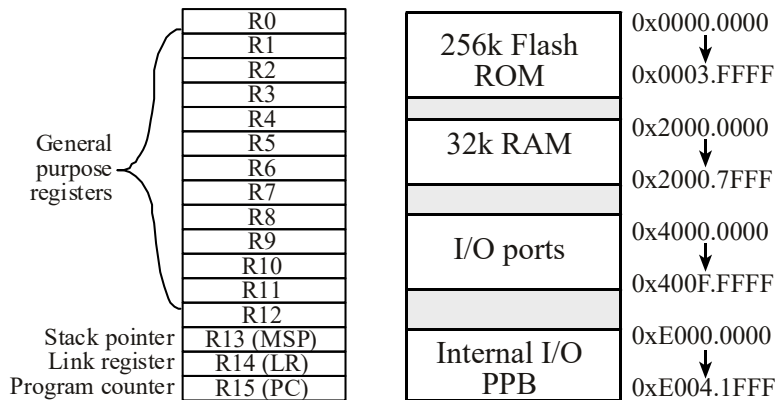 R0
R1
R2
R3
R4
R5
R6
R7
R8
R9
R10
R11
R12
R13 (MSP)
R14 (LR)
R15 (PC)
General
purpose
registers
Stack pointer
Link register
Program counter
256k Flash
ROM
32k RAM
I/O ports
Internal I/O
PPB
0x0000.0000
0x0003.FFFF
0x2000.0000
0x2000.7FFF
0x4000.0000
0x400F.FFFF
0xE000.0000
0xE004.1FFF